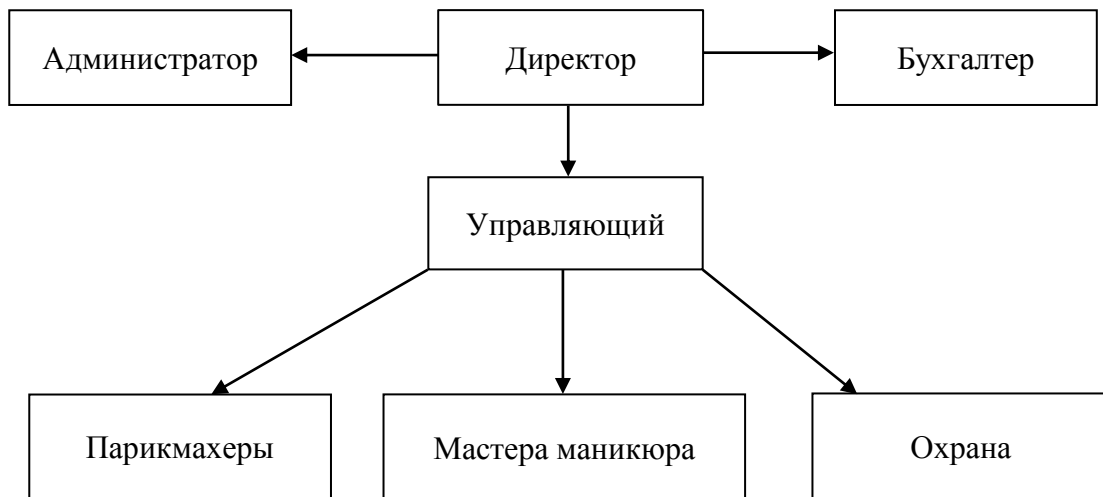 Администратор
Директор
Бухгалтер
Управляющий
Парикмахеры
Мастера маникюра
Охрана